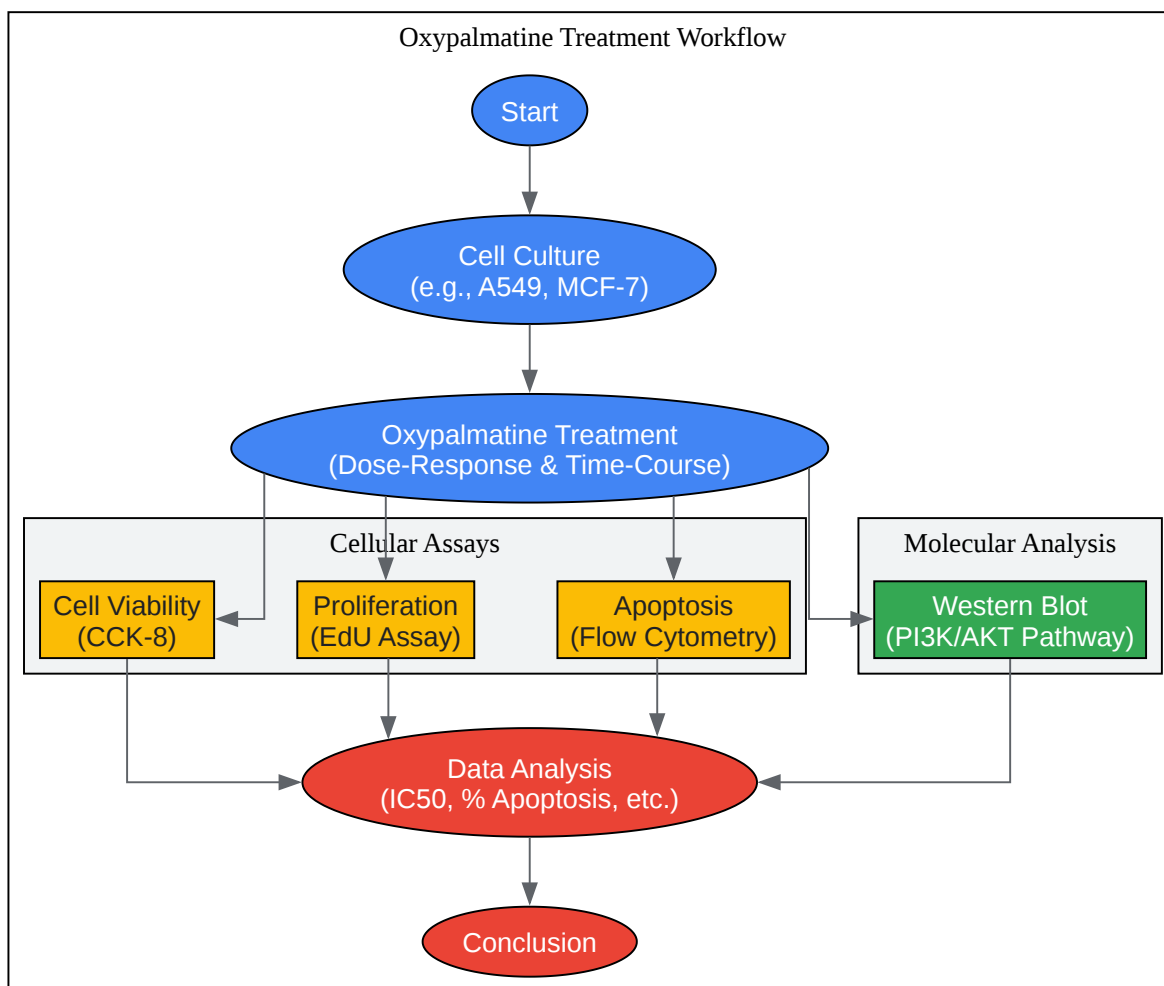 Oxypalmatine Treatment Workflow
Start
Cell Culture
(e.g., A549, MCF-7)
Oxypalmatine Treatment
(Dose-Response & Time-Course)
Cellular Assays
Molecular Analysis
Cell Viability
(CCK-8)
Proliferation
(EdU Assay)
Apoptosis
(Flow Cytometry)
Western Blot
(PI3K/AKT Pathway)
Data Analysis
(IC50, % Apoptosis, etc.)
Conclusion